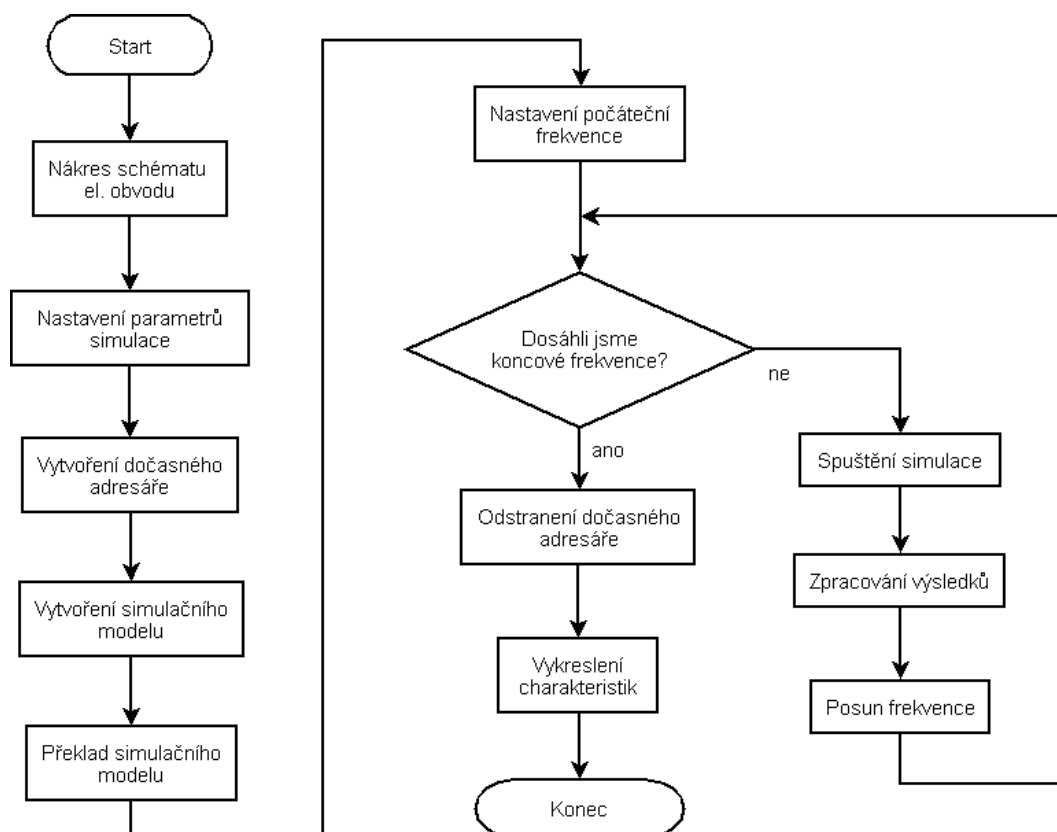 Start
Nákres schématu
el. obvodu
Nastavení parametrů
simulace
Vytvoření dočasného
adresáře
Vytvoření simulačního
modelu
Překlad simulačního
modelu
Nastavení počáteční
frekvence
Dosáhli jsme
koncové frekvence?
ano
ne
Odstranení dočasného
adresáře
Vykreslení
charakteristik
Konec
Spuštění simulace
Zpracování výsledků
Posun frekvence